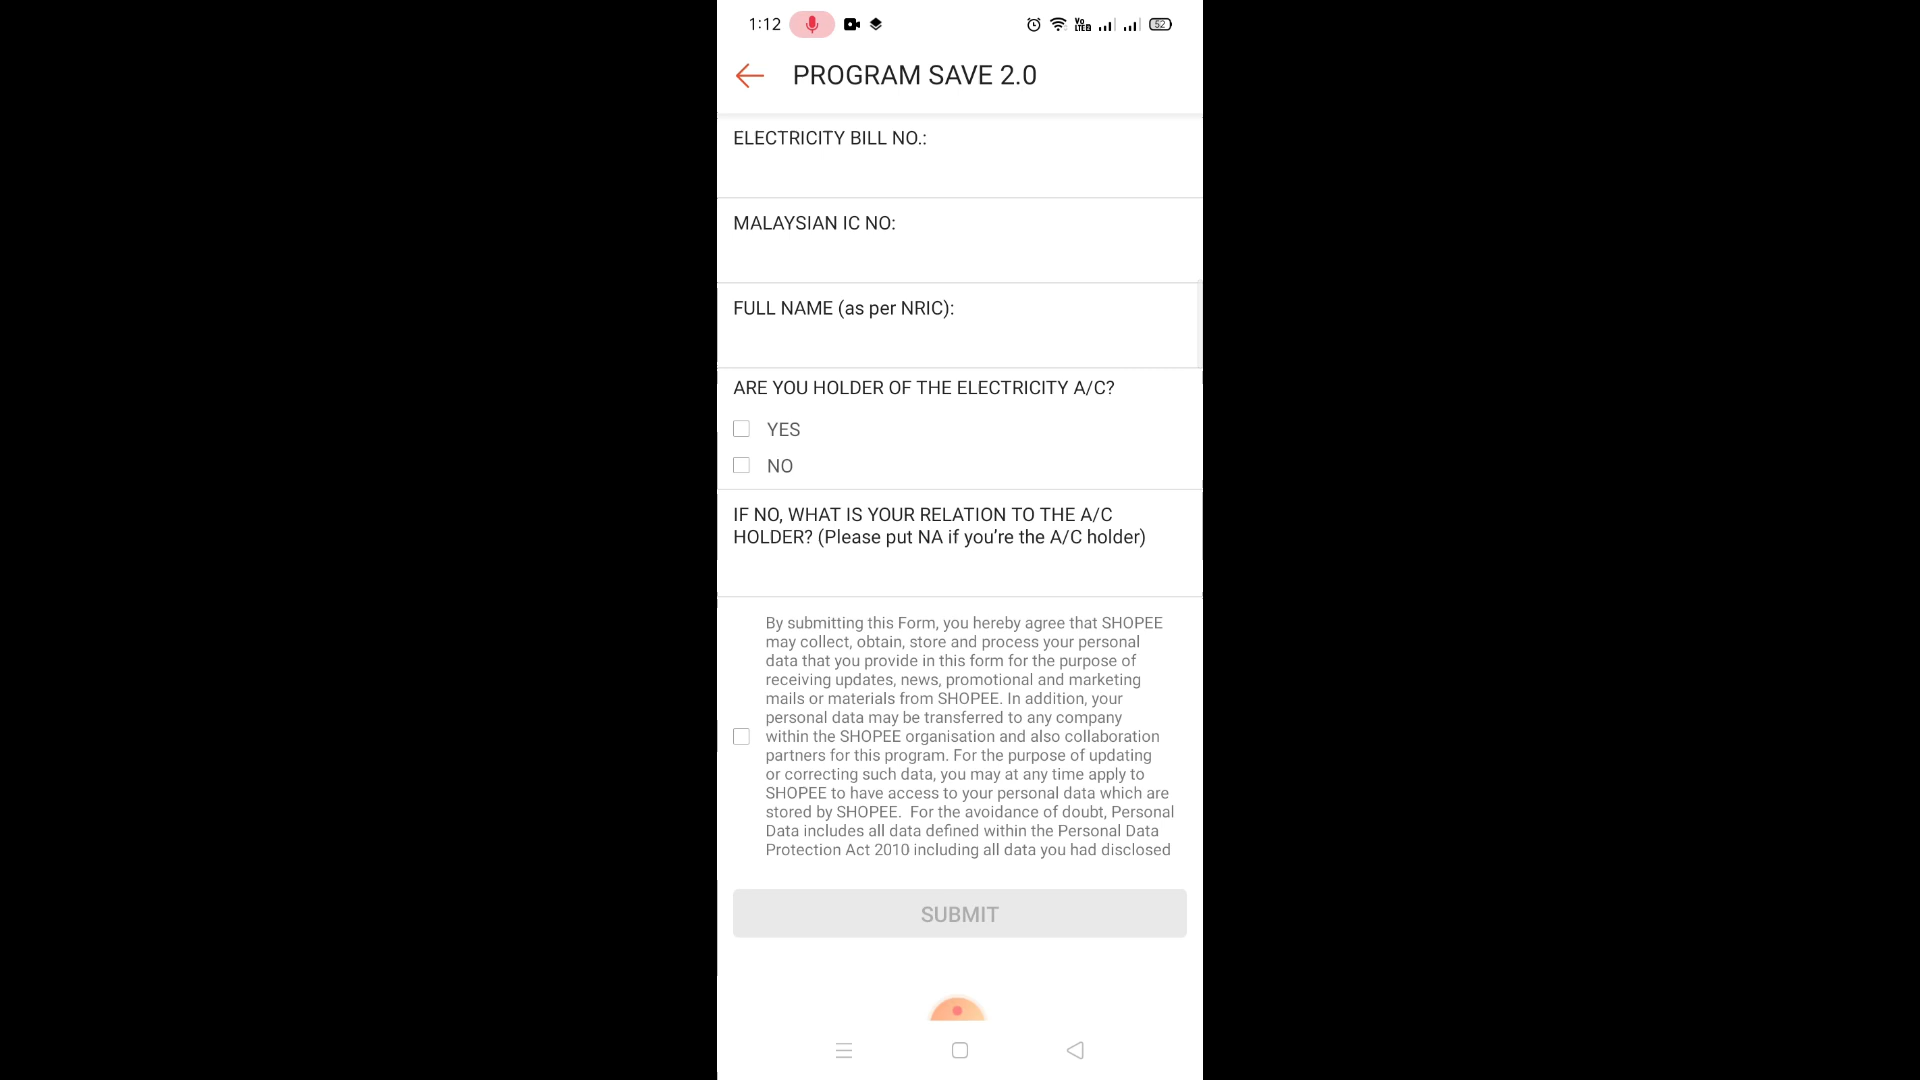 1:12
Vo
LTE2
52
PROGRAM SAVE 2.0
ELECTRICITY BILL NO.:
MALAYSIAN IC NO:
FULL NAME (as per NRIC):
ARE YOU HOLDER OF THE ELECTRICITY A/C?
YES
NO
IF NO, WHAT IS YOUR RELATION TO THE A/C
HOLDER? (Please put NA if you’re the A/C holder)
By submitting this Form, you hereby agree that SHOPEE
may collect, obtain, store and process your personal
data that you provide in this form for the purpose of
receiving updates, news, promotional and marketing
mails or materials from SHOPEE. In addition, your
personal data may be transferred to any company
within the SHOPEE organisation and also collaboration
partners for this program. For the purpose of updating
or correcting such data, you may at any time apply to
SHOPEE to have access to your personal data which are
stored by SHOPEE.  For the avoidance of doubt, Personal
Data includes all data defined within the Personal Data
Protection Act 2010 including all data you had disclosed
SUBMIT